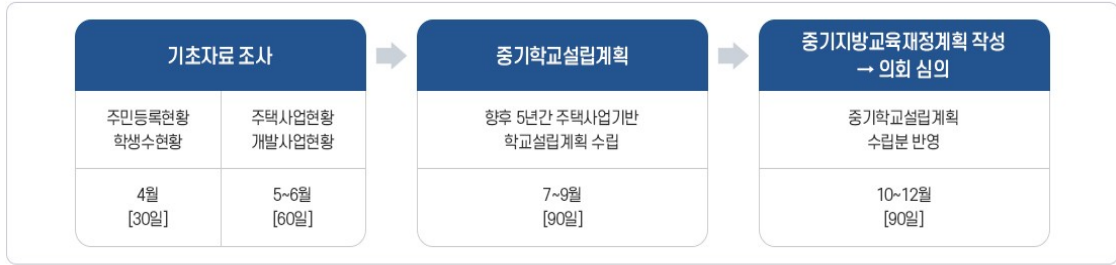 기초자료 조사
주민등록현황
학생수현황
주택사업현황
개발사업현황
4월
[30일]
5~6월
[60일]
중기학교설립계획
향후 5년간 주택사업기반
학교설립계획 수립
7~9월
[90일]
중기지방교육재정계획 작성
→ 의회 심의
중기학교설립계획
수립분 반영
10~12월
[90일]